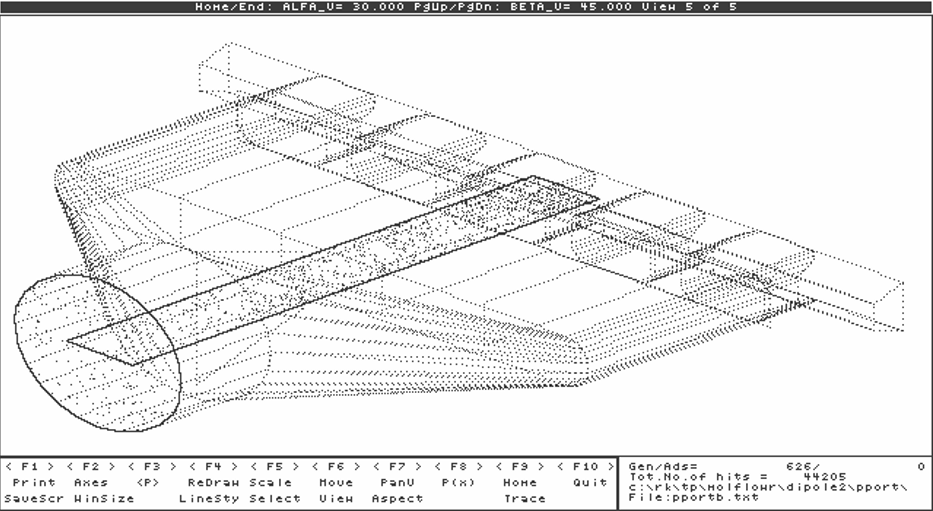 Home/End: ALFA_V= 30.000 PgUp/PgDn: BETA_V= 45.000 View 5 of 5
< F1 > < F2 > < F3 > < F4 > < F5 > < F6 > < F7 > < F8 > < F9 > < F10 >
Print Axes <P> ReDraw Scale Move PanV P(x) Home Quit
SaveScr WinSize LineSty Select View Aspect Trace
Gen/Ads= 626/ 0
Tot.No.of hits = 44205
c:\rk\tp\molflowr\dipole2\pport\
File:pportb.txt